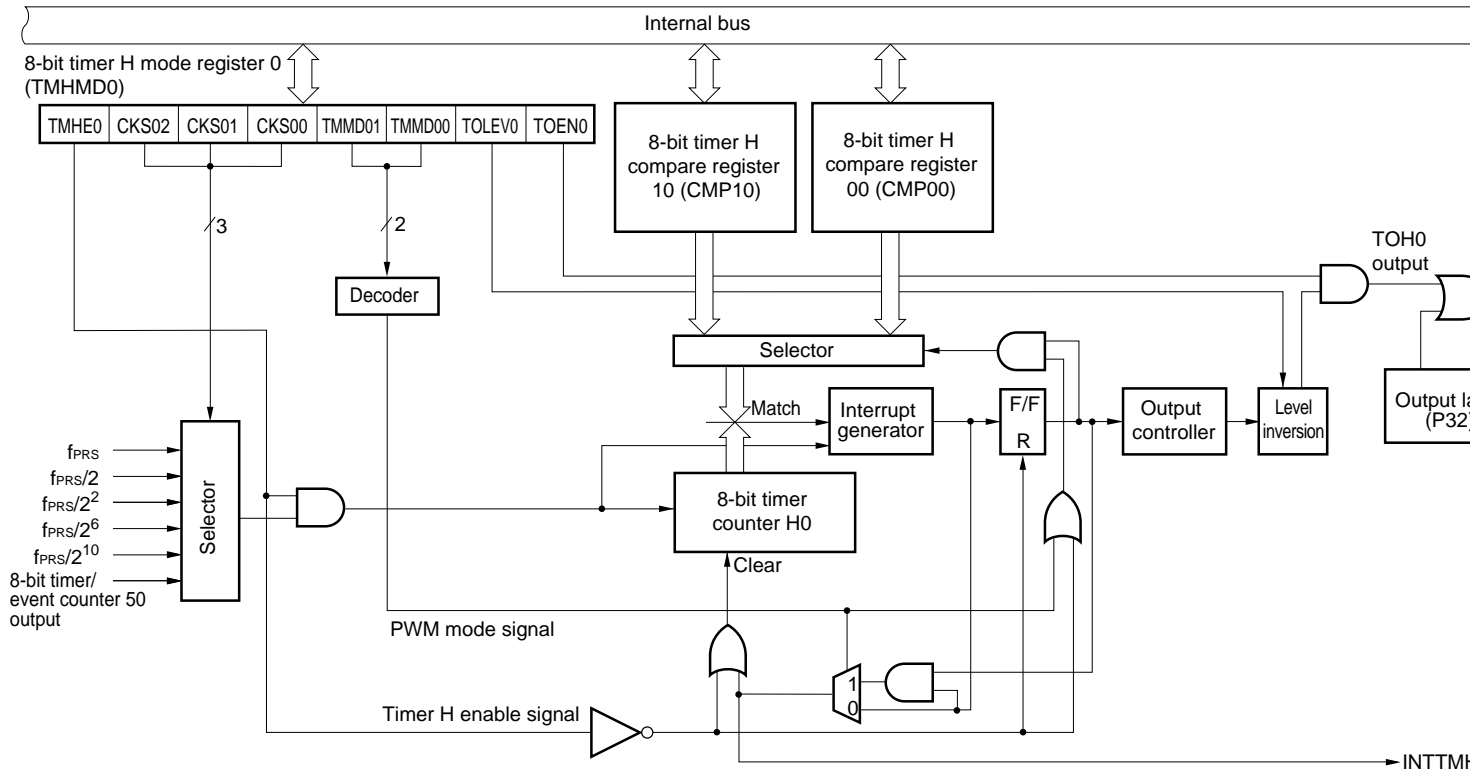 Internal bus
8-bit timer H mode register 0
(TMHMD0)
TMHE0 CKS02 CKS01 CKS00 TMMD01 TMMD00 TOLEV0 TOEN0
8-bit timer H
compare register
10 (CMP10)
8-bit timer H
compare register
00 (CMP00)
3
2
Decoder
TOH0
output
Selector
Match
Interrupt
generator
F/F
R
Output
controller
Level
inversion
Output la
(P32)
fPRS
fPRS/2
fPRS/2^2
fPRS/2^6
fPRS/2^10
8-bit timer/
event counter 50
output
Selector
8-bit timer
counter H0
Clear
PWM mode signal
1
0
Timer H enable signal
INTTMH